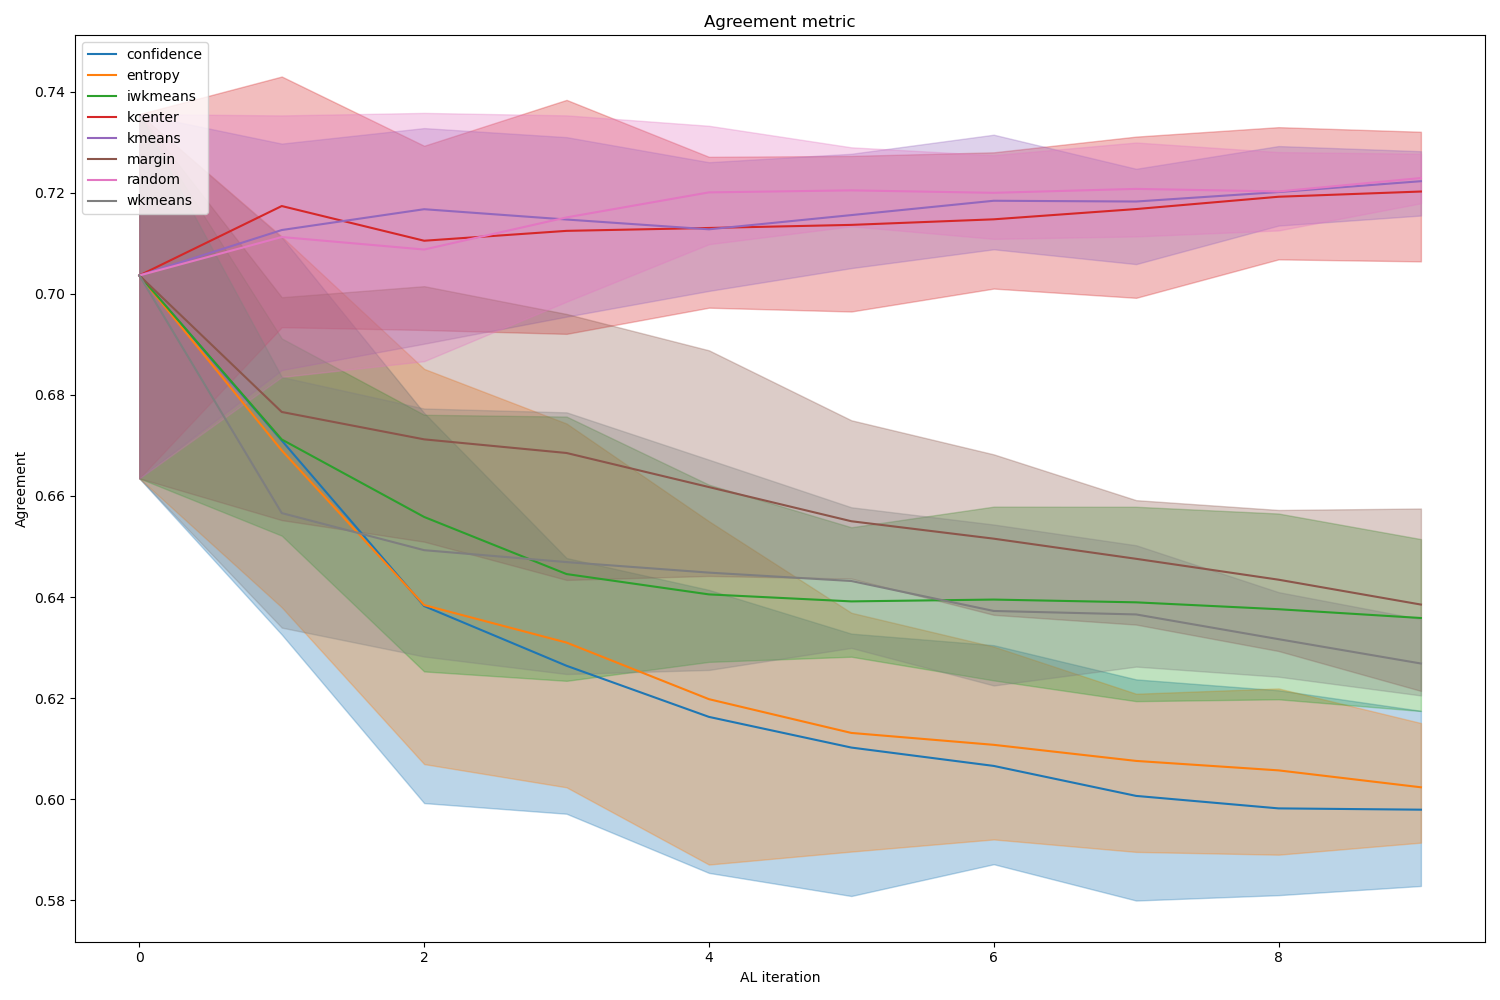 Agreement metric
confidence
entropy
iwkmeans
kcenter
kmeans
margin
random
wkmeans
0.74
0.72
0.70
0.68
0.66
0.64
0.62
0.60
0.58
Agreement
0 2 4 6 8
AL iteration